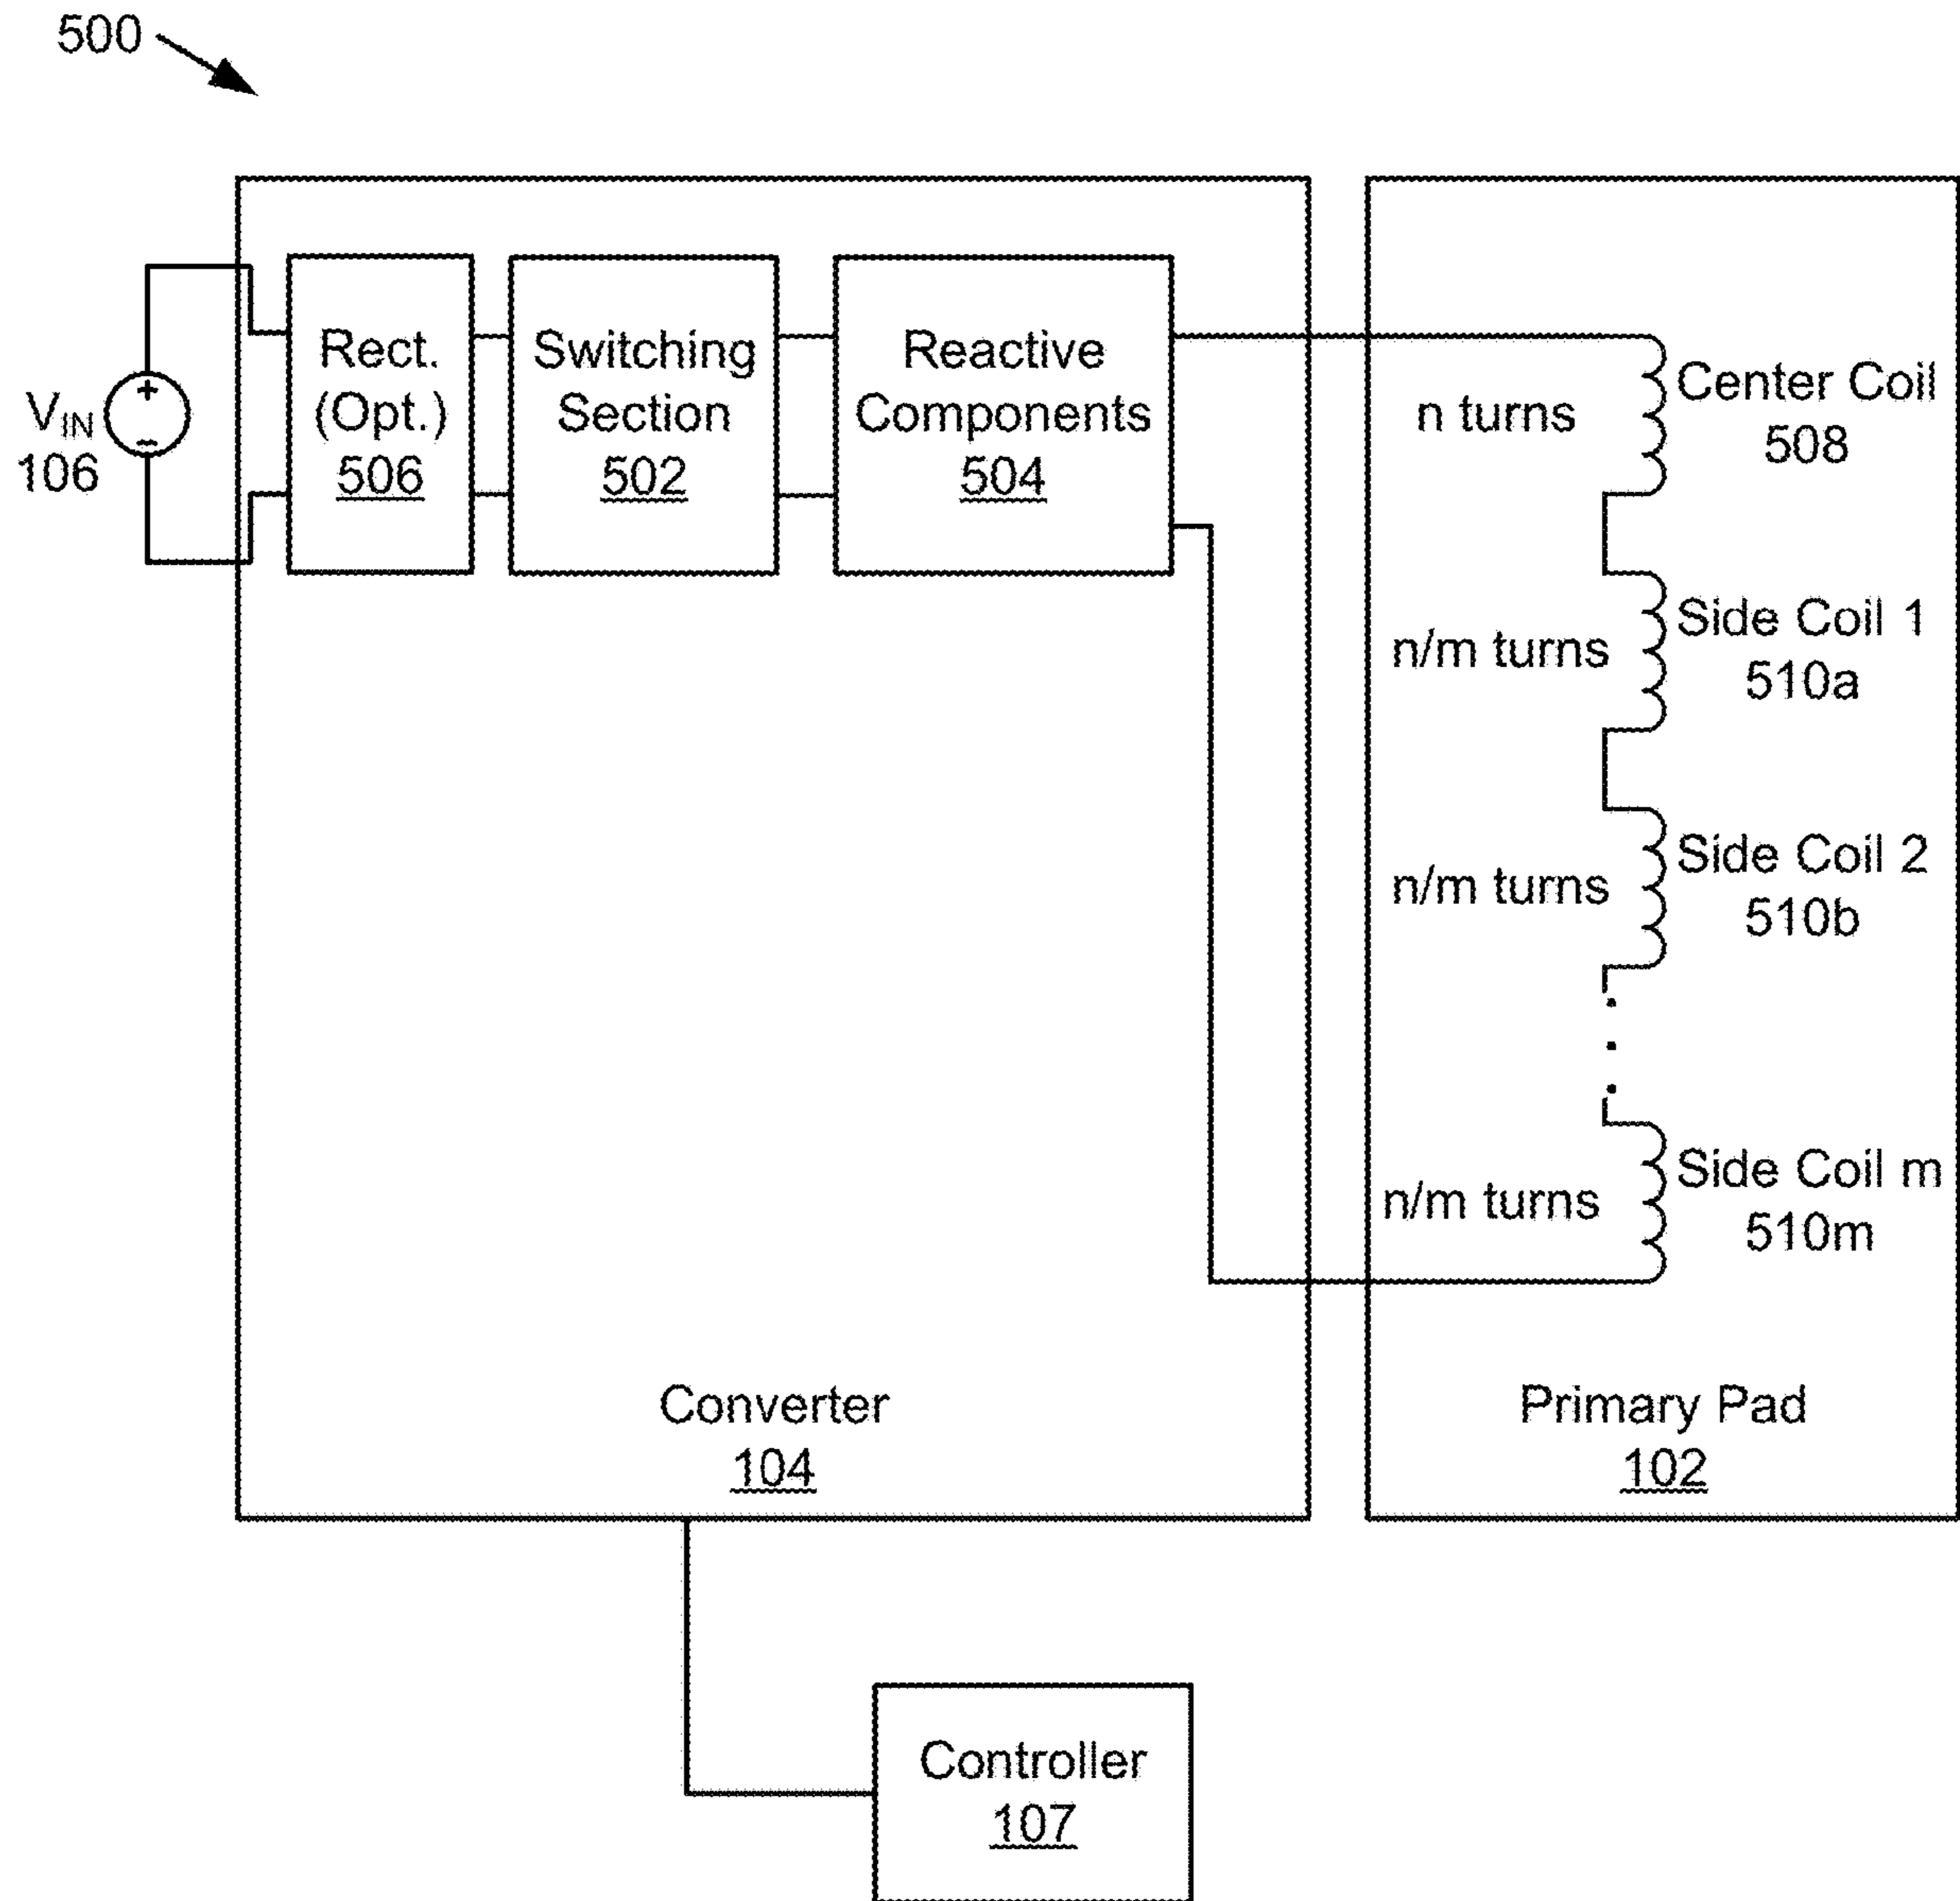 500
V_IN
106
+
−
Rect.
(Opt.)
506
Switching
Section
502
Reactive
Components
504
n turns
Center Coil
508
n/m turns
Side Coil 1
510a
n/m turns
Side Coil 2
510b
n/m turns
Side Coil m
510m
Converter
104
Primary Pad
102
Controller
107